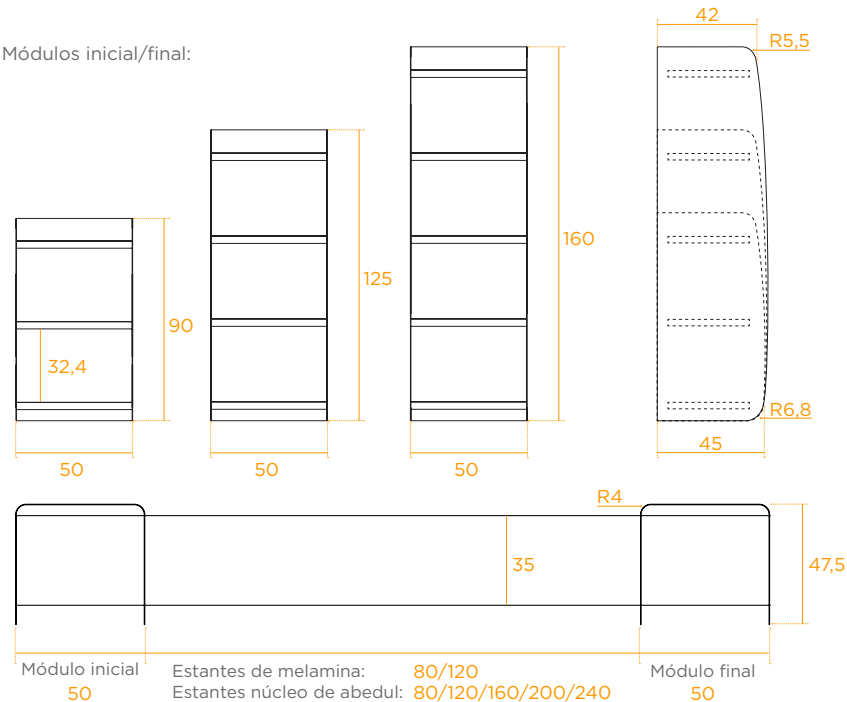 42
R5,5
Módulos inicial/final:
160
125
90
32,4
R6,8
45
50
50
50
R4
35
47,5
Módulo inicial
50
Estantes de melamina: 80/120
Estantes núcleo de abedul: 80/120/160/200/240
Módulo final
50